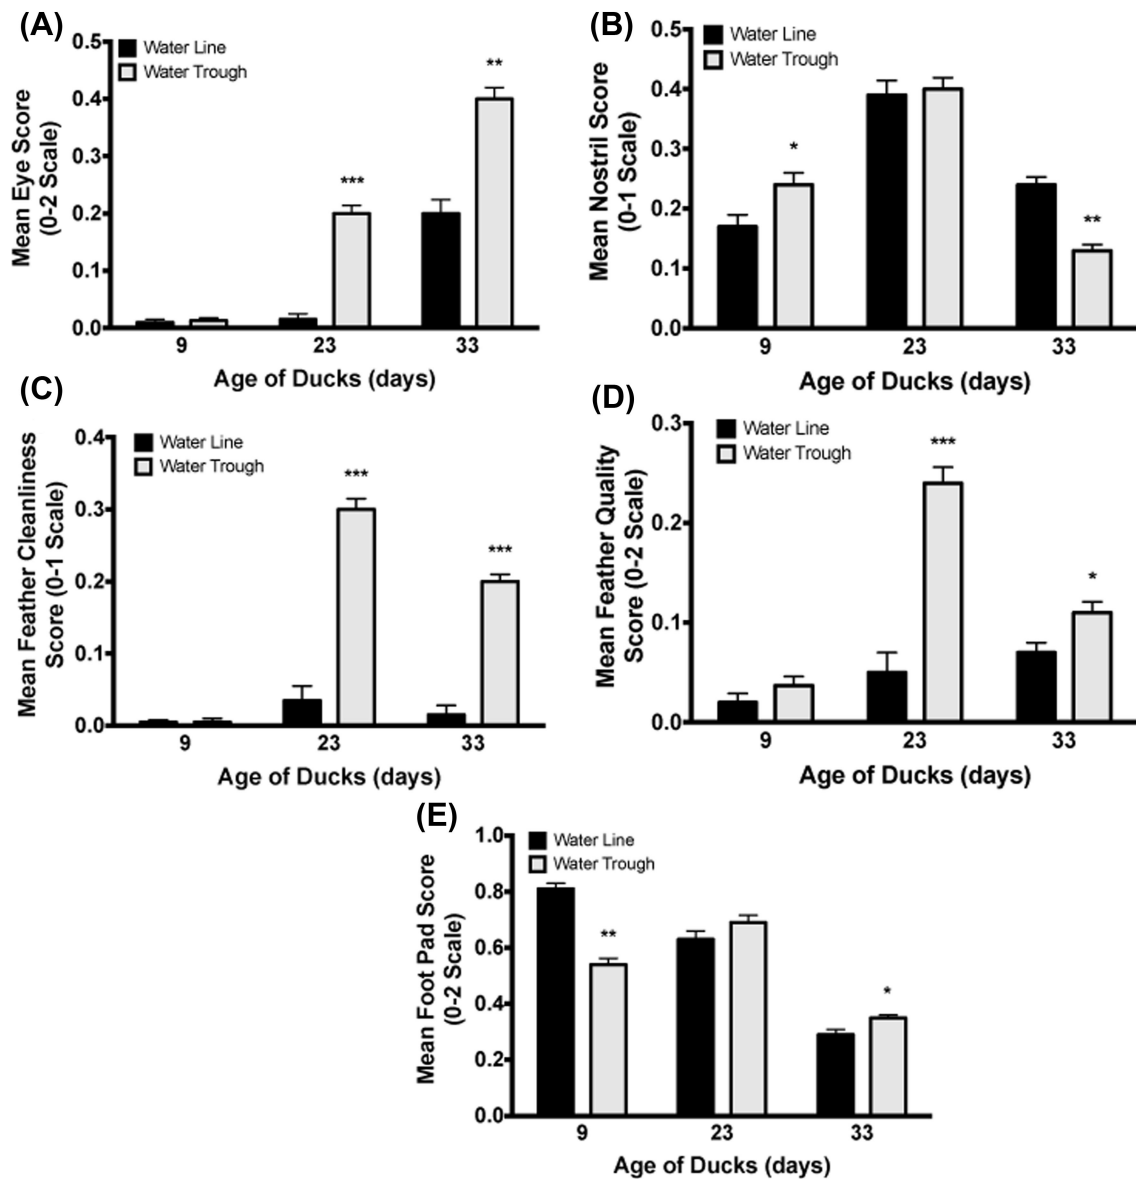 (A)
Mean Eye Score
(0-2 Scale)
0.5
0.4
0.3
0.2
0.1
0.0
Water Line
Water Trough
***
**
9 23 33
Age of Ducks (days)
(B)
Mean Nostril Score
(0-1 Scale)
0.5
0.4
0.3
0.2
0.1
0.0
Water Line
Water Trough
*
**
9 23 33
Age of Ducks (days)
(C)
Mean Feather Cleanliness
Score (0-1 Scale)
0.4
0.3
0.2
0.1
0.0
Water Line
Water Trough
***
***
9 23 33
Age of Ducks (days)
(D)
Mean Feather Quality
Score (0-2 Scale)
0.3
0.2
0.1
0.0
Water Line
Water Trough
***
*
9 23 33
Age of Ducks (days)
(E)
Mean Foot Pad Score
(0-2 Scale)
1.0
0.8
0.6
0.4
0.2
0.0
Water Line
Water Trough
**
*
9 23 33
Age of Ducks (days)